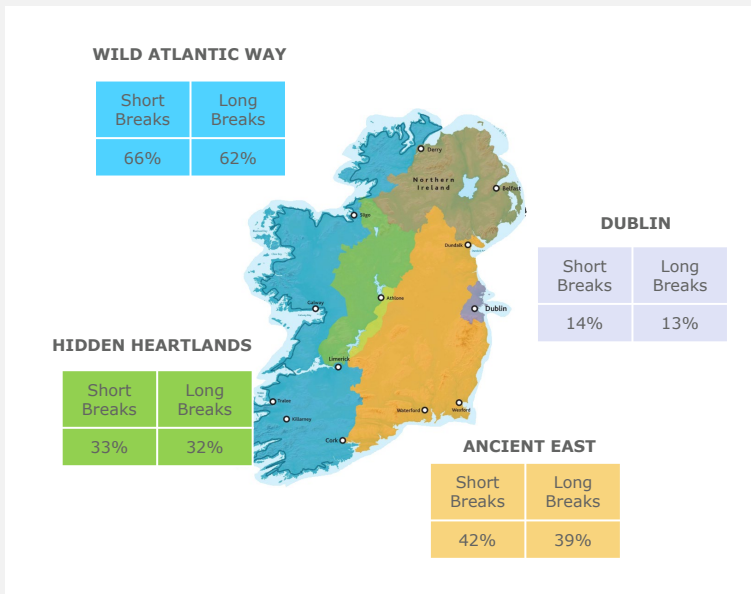 WILD ATLANTIC WAY
Short Breaks
Long Breaks
66%
62%
Derry
Northern
Ireland
Belfast
Sligo
DUBLIN
Short Breaks
Long Breaks
14%
13%
Dundalk
Athlone
Galway
Dublin
HIDDEN HEARTLANDS
Short Breaks
Long Breaks
33%
32%
Limerick
Tralee
Killarney
Cork
Waterford
Wexford
ANCIENT EAST
Short Breaks
Long Breaks
42%
39%